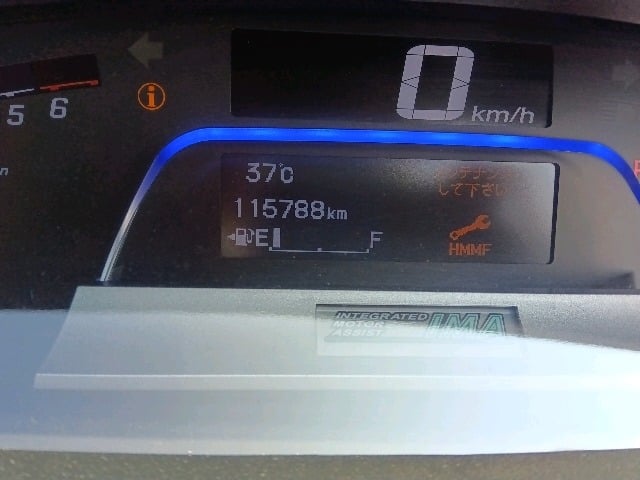 0 km/h
5 6
37℃
して下さい
115788km
E F
HMMF
INTEGRATED
MOTOR
ASSIST
IMA